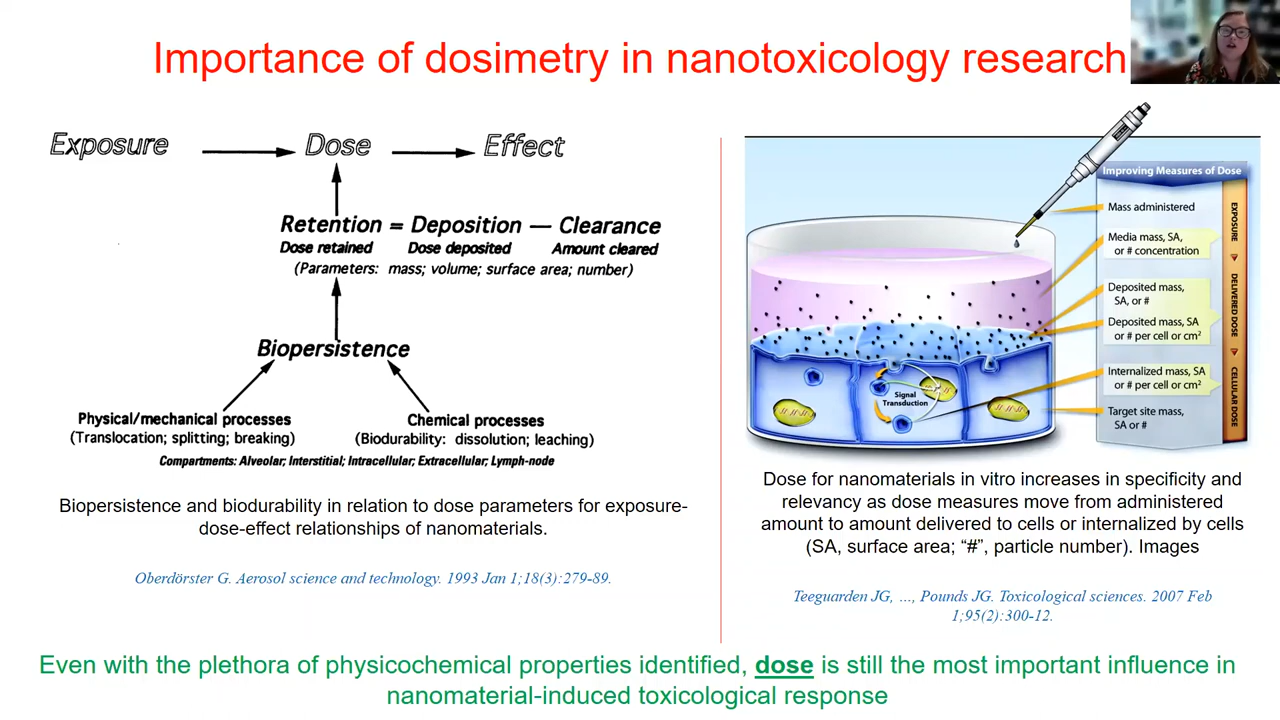 Importance of dosimetry in nanotoxicology research
Exposure
Dose
Effect
Retention = Deposition — Clearance
Dose retained Dose deposited Amount cleared
(Parameters: mass; volume; surface area; number)
Biopersistence
Physical/mechanical processes
(Translocation; splitting; breaking)
Chemical processes
(Biodurability: dissolution; leaching)
Compartments: Alveolar; Interstitial; Intracellular; Extracellular; Lymph-node
Biopersistence and biodurability in relation to dose parameters for exposure-
dose-effect relationships of nanomaterials.
Oberdörster G. Aerosol science and technology. 1993 Jan 1;18(3):279-89.
Improving Measures of Dose
Mass administered
Media mass, SA,
or # concentration
Deposited mass,
SA, or #
Deposited mass, SA
or # per cell or cm²
Internalized mass, SA
or # per cell or cm²
Target site mass,
SA or #
EXPOSURE
DELIVERED DOSE
CELLULAR DOSE
Signal
Transduction
Dose for nanomaterials in vitro increases in specificity and
relevancy as dose measures move from administered
amount to amount delivered to cells or internalized by cells
(SA, surface area; “#”, particle number). Images
Teeguarden JG, …, Pounds JG. Toxicological sciences. 2007 Feb
1;95(2):300-12.
Even with the plethora of physicochemical properties identified, dose is still the most important influence in
nanomaterial-induced toxicological response